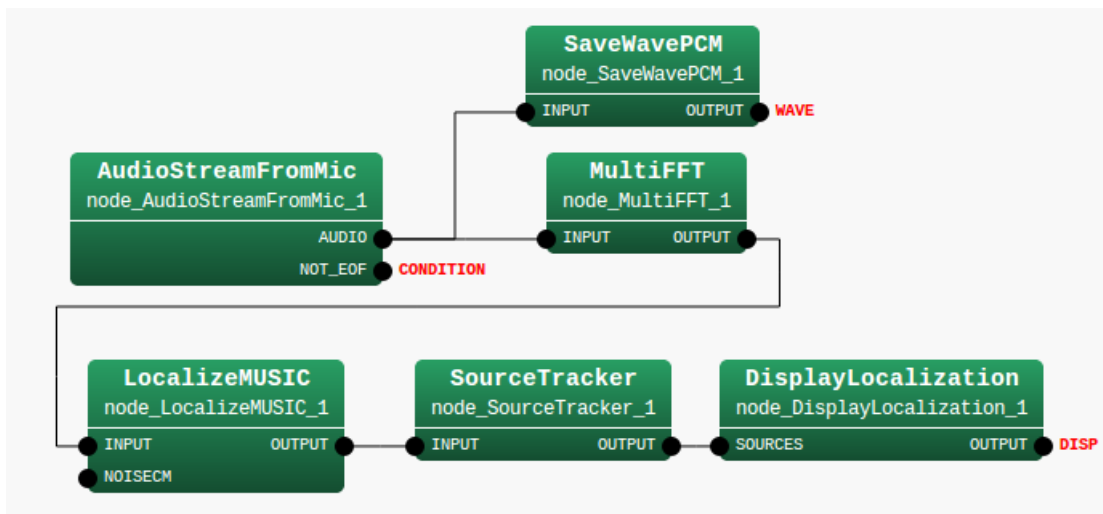 SaveWavePCM
node_SaveWavePCM_1
INPUT OUTPUT WAVE
AudioStreamFromMic
node_AudioStreamFromMic_1
AUDIO
NOT_EOF CONDITION
MultiFFT
node_MultiFFT_1
INPUT OUTPUT
LocalizeMUSIC
node_LocalizeMUSIC_1
INPUT OUTPUT
NOISECM
SourceTracker
node_SourceTracker_1
INPUT OUTPUT
DisplayLocalization
node_DisplayLocalization_1
SOURCES OUTPUT DISP